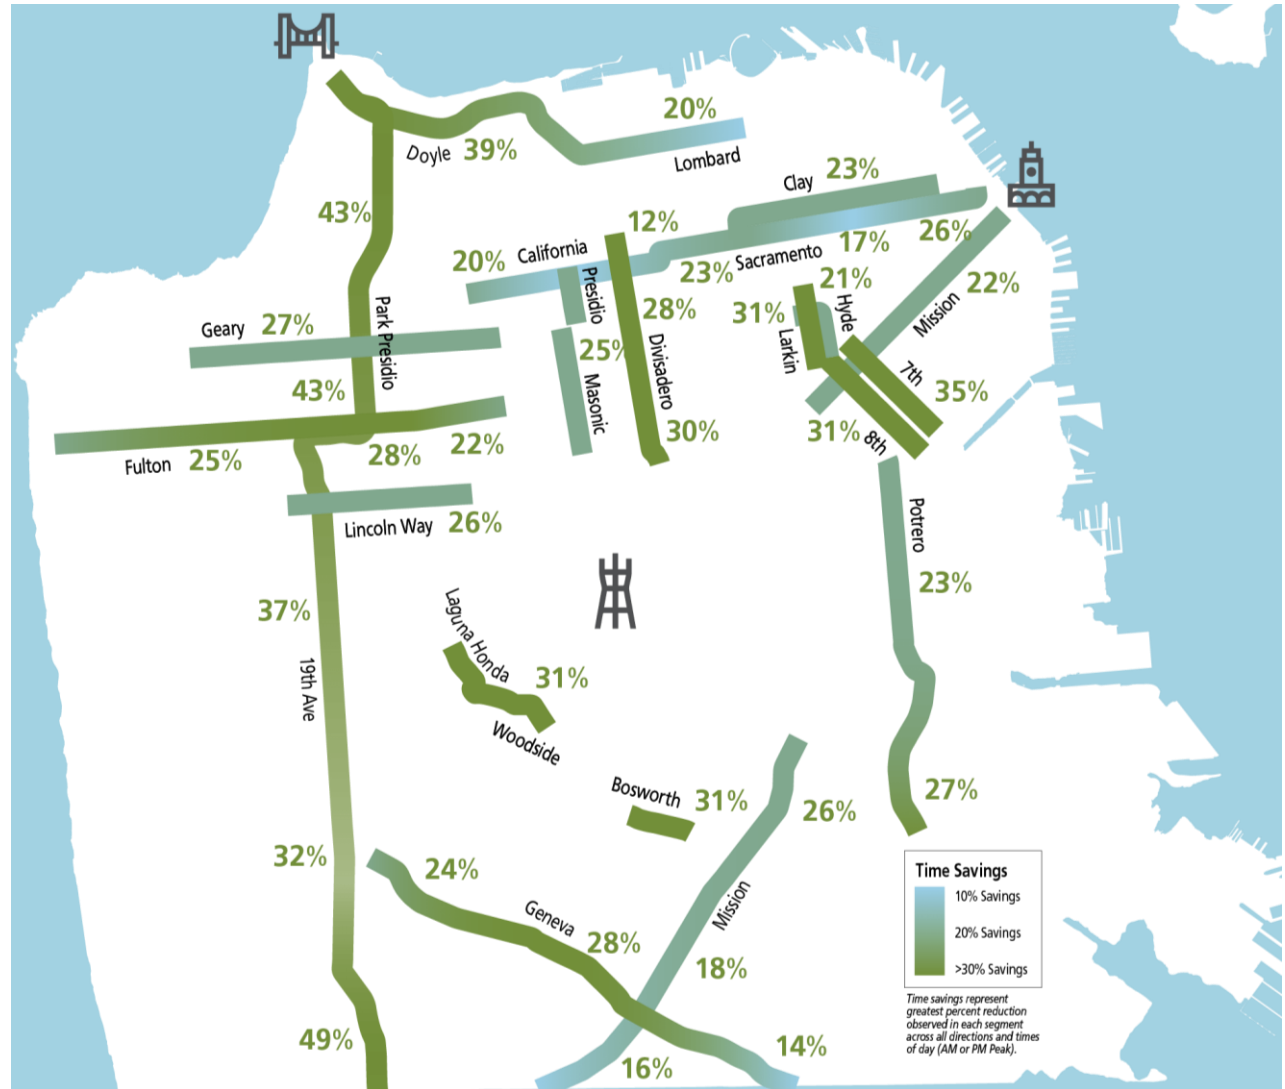 20%
Lombard
Doyle
39%
43%
Clay
23%
12%
California
20%
Presidio
23%
Sacramento
17%
26%
21%
28%
31%
Hyde
Larkin
Mission
22%
Geary
27%
Park Presidio
25%
Masonic
Divisadero
7th
35%
43%
30%
31%
8th
Fulton
25%
28%
22%
Lincoln Way
26%
Potrero
23%
37%
19th Ave
Laguna Honda
31%
Woodside
Bosworth
31%
26%
27%
32%
24%
Geneva
28%
Mission
18%
49%
16%
14%
Time Savings
10% Savings
20% Savings
>30% Savings
Time savings represent
greatest percent reduction
observed in each segment
across all directions and times
of day (AM or PM Peak).